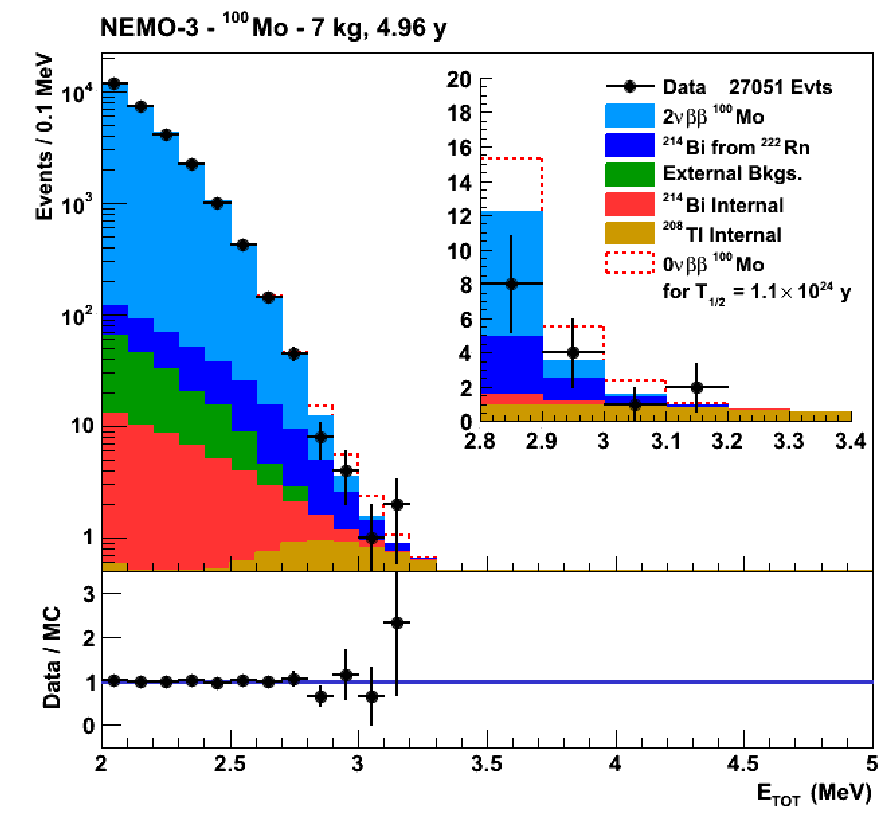 NEMO-3 - ¹⁰⁰Mo - 7 kg, 4.96 y
Events / 0.1 MeV
10⁴
10³
10²
10
1
20
18
16
14
12
10
8
6
4
2
0
2.8 2.9 3 3.1 3.2 3.3 3.4
Data 27051 Evts
2νββ ¹⁰⁰Mo
²¹⁴Bi from ²²²Rn
External Bkgs.
²¹⁴Bi Internal
²⁰⁸Tl Internal
0νββ ¹⁰⁰Mo
for T₁/₂ = 1.1 × 10²⁴ y
Data / MC
3
2
1
0
2 2.5 3 3.5 4 4.5 5
E_TOT (MeV)